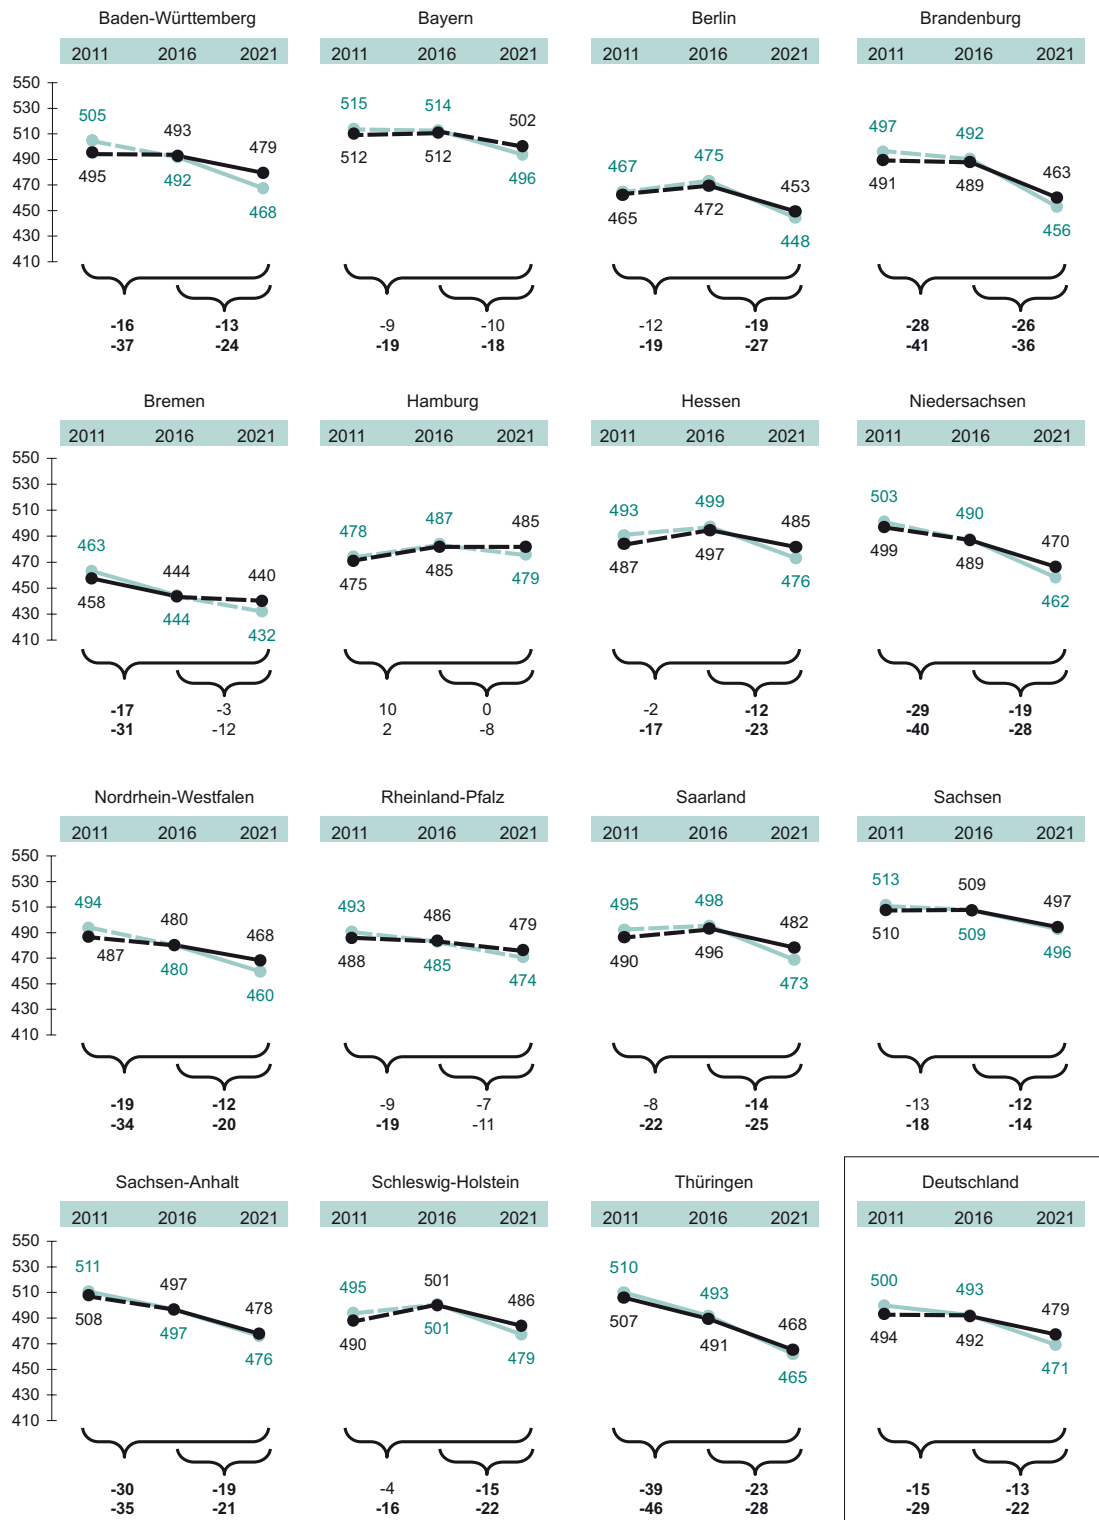 Baden-Württemberg Bayern Berlin Brandenburg
2011 2016 2021 2011 2016 2021 2011 2016 2021 2011 2016 2021
550
530
510
490
470
450
430
410
505 493 479
495 492 468
515 514 502
512 512 496
467 475 453
465 472 448
497 492 463
491 489 456
-16 -13 -9 -10 -12 -19 -28 -26
-37 -24 -19 -18 -19 -27 -41 -36
Bremen Hamburg Hessen Niedersachsen
2011 2016 2021 2011 2016 2021 2011 2016 2021 2011 2016 2021
550
530
510
490
470
450
430
410
463 444 440
458 444 432
478 487 485
475 485 479
493 499 485
487 497 476
503 490 470
499 489 462
-17 -3 10 0 -2 -12 -29 -19
-31 -12 2 -8 -17 -23 -40 -28
Nordrhein-Westfalen Rheinland-Pfalz Saarland Sachsen
2011 2016 2021 2011 2016 2021 2011 2016 2021 2011 2016 2021
550
530
510
490
470
450
430
410
494 480 468
487 480 460
493 486 479
488 485 474
495 498 482
490 496 473
513 509 497
510 509 496
-19 -12 -9 -7 -8 -14 -13 -12
-34 -20 -19 -11 -22 -25 -18 -14
Sachsen-Anhalt Schleswig-Holstein Thüringen Deutschland
2011 2016 2021 2011 2016 2021 2011 2016 2021 2011 2016 2021
550
530
510
490
470
450
430
410
511 497 478
508 497 476
495 501 486
490 501 479
510 493 468
507 491 465
500 493 479
494 492 471
-30 -19 -4 -15 -39 -23 -15 -13
-35 -21 -16 -22 -46 -28 -29 -22